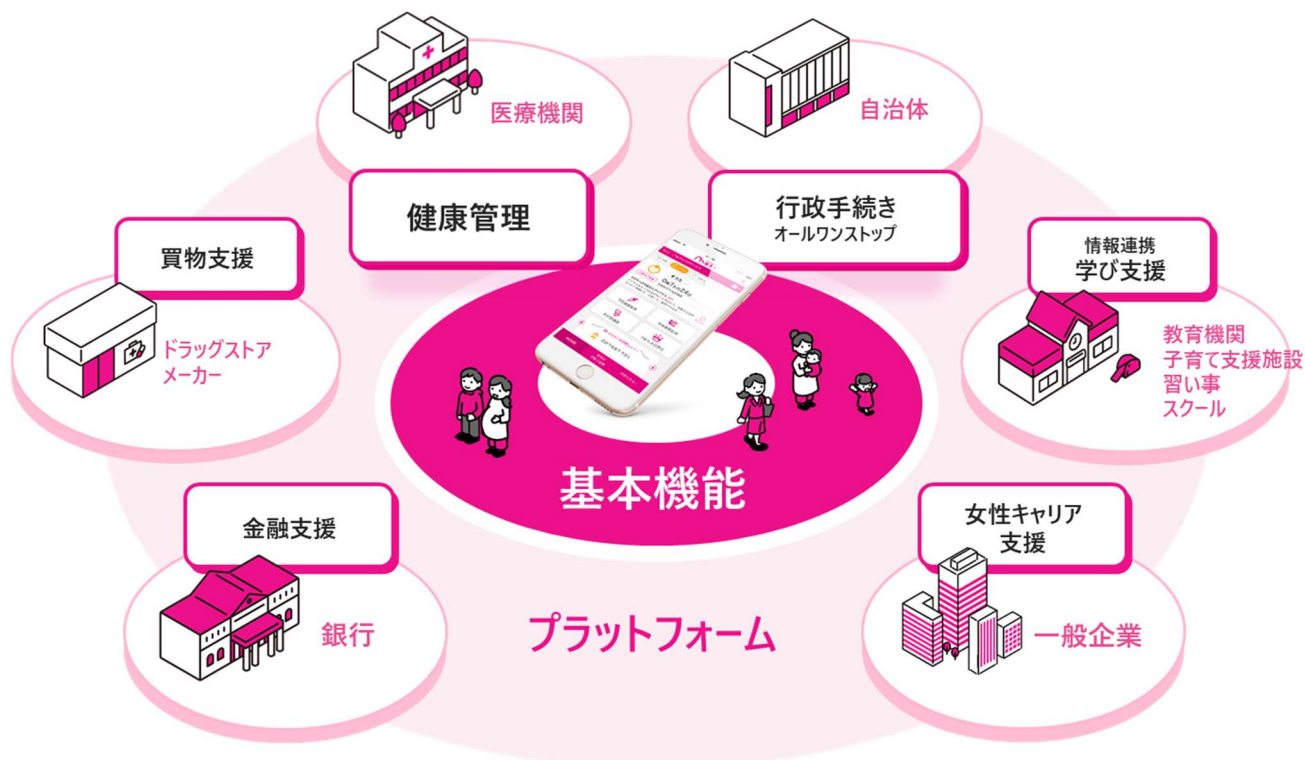 医療機関
自治体
健康管理
行政手続き
オールワンストップ
買物支援
情報連携
学び支援
ドラッグストア
メーカー
教育機関
子育て支援施設
習い事
スクール
基本機能
金融支援
女性キャリア
支援
銀行
プラットフォーム
一般企業